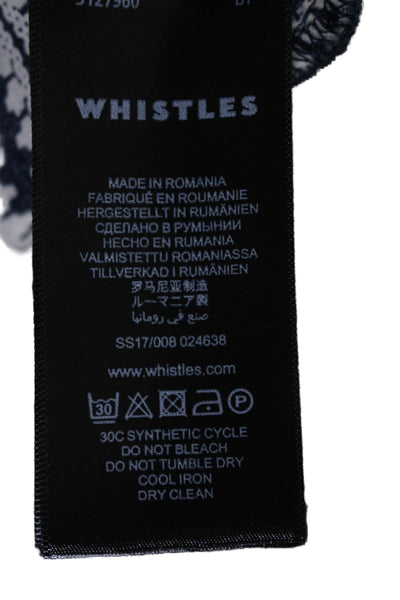 5127960 BT
WHISTLES
MADE IN ROMANIA
FABRIQUÉ EN ROUMANIE
HERGESTELLT IN RUMÄNIEN
СДЕЛАНО В РУМЫНИИ
HECHO EN RUMANIA
VALMISTETTU ROMANIASSA
TILLVERKAD I RUMÄNIEN
罗马尼亚制造
ルーマニア製
صنع في رومانيا
SS17/008 024638
www.whistles.com
30 P
30C SYNTHETIC CYCLE
DO NOT BLEACH
DO NOT TUMBLE DRY
COOL IRON
DRY CLEAN